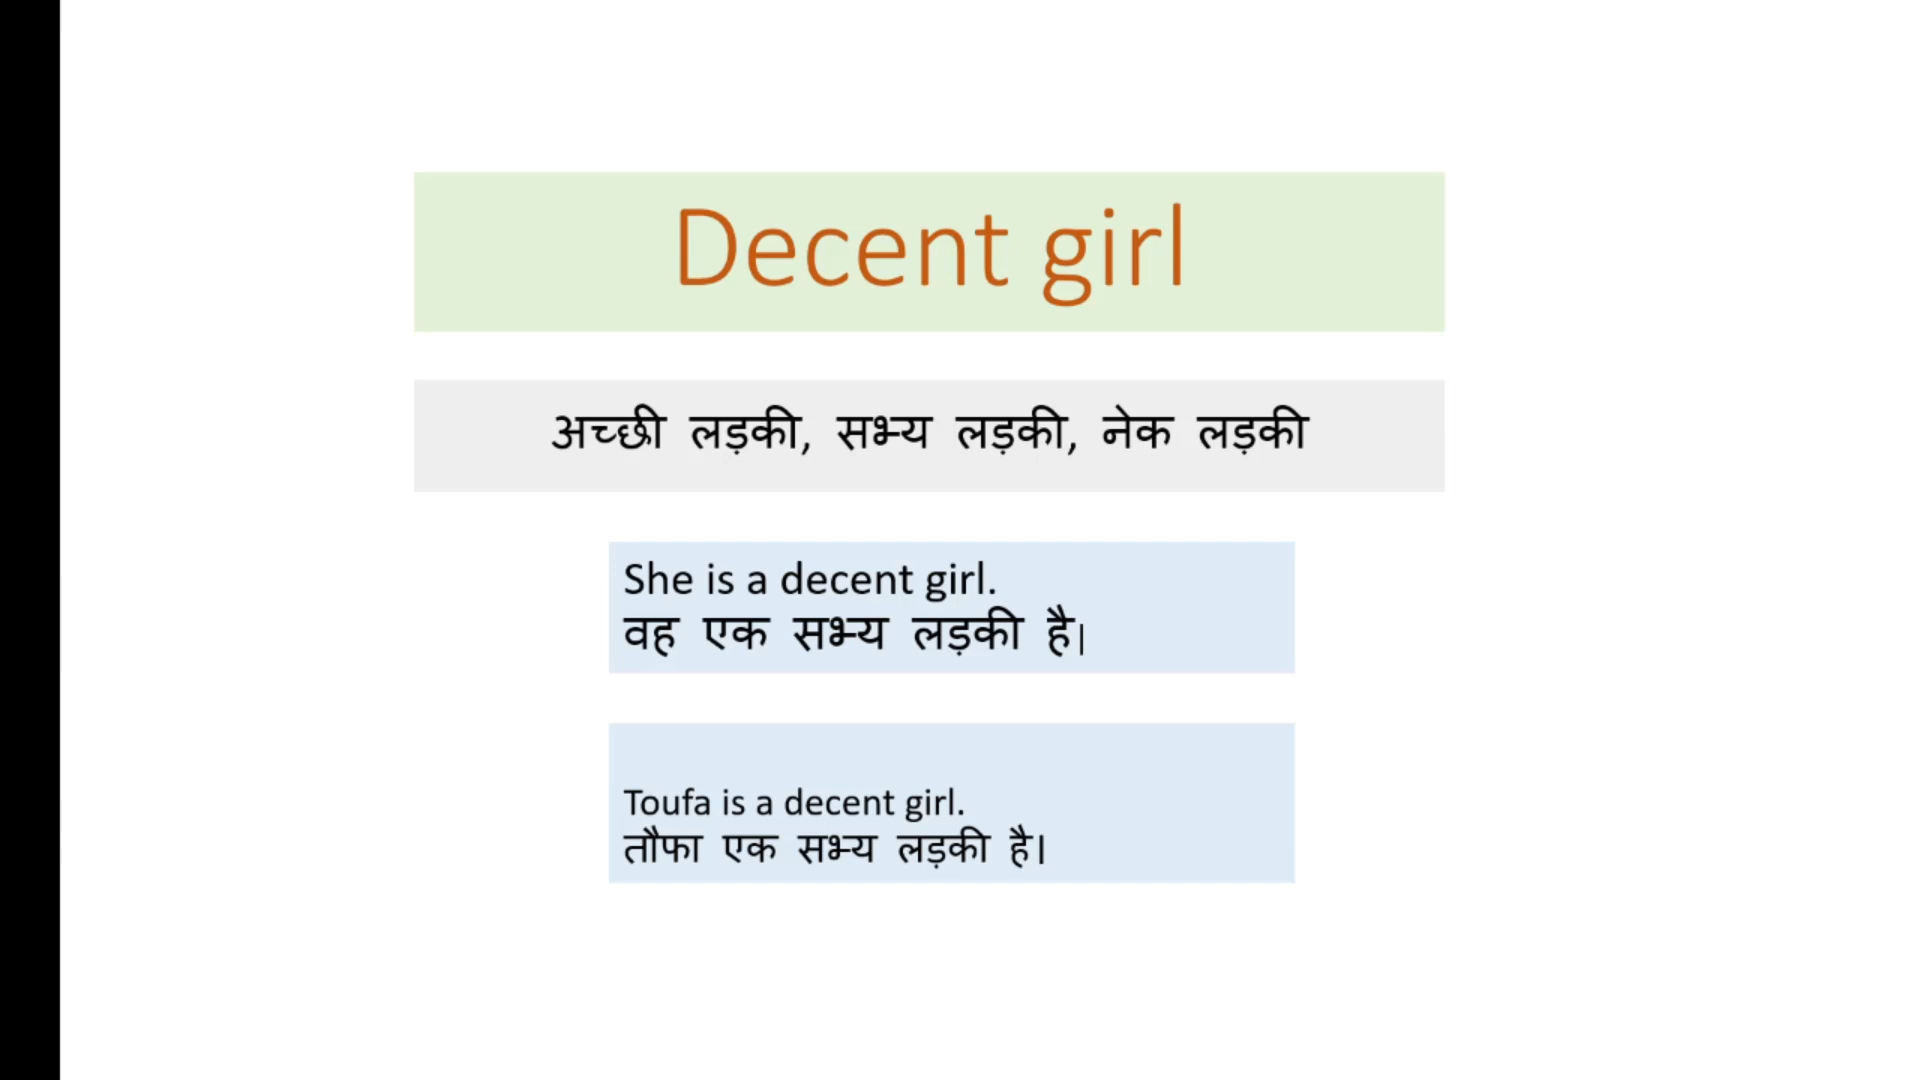 Decent girl
अच्छी लड़की, सभ्य लड़की, नेक लड़की
She is a decent girl.
वह एक सभ्य लड़की है|
Toufa is a decent girl.
तौफा एक सभ्य लड़की है।